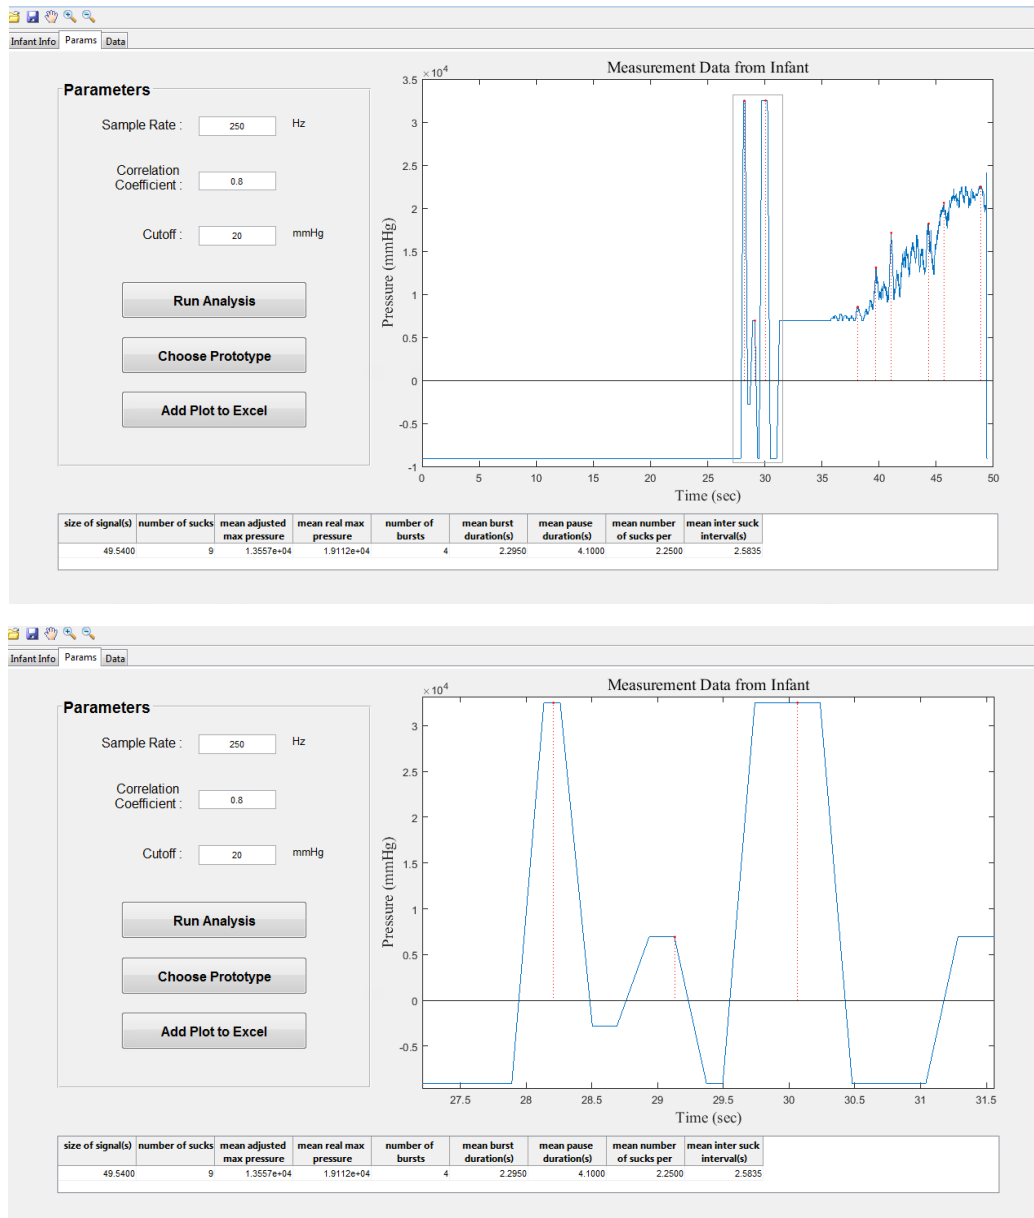 Infant Info Params Data
Measurement Data from Infant
Parameters
Sample Rate : 250 Hz
Correlation
Coefficient : 0.8
Cutoff : 20 mmHg
Run Analysis
Choose Prototype
Add Plot to Excel
×10^4
3.5
3
2.5
2
1.5
1
0.5
0
-0.5
-1
Pressure (mmHg)
0 5 10 15 20 25 30 35 40 45 50
Time (sec)
size of signal(s) number of sucks mean adjusted max pressure mean real max pressure number of bursts mean burst duration(s) mean pause duration(s) mean number of sucks per mean inter suck interval(s)
49.5400 9 1.3557e+04 1.9112e+04 4 2.2950 4.1000 2.2500 2.5835
Infant Info Params Data
Measurement Data from Infant
Parameters
Sample Rate : 250 Hz
Correlation
Coefficient : 0.8
Cutoff : 20 mmHg
Run Analysis
Choose Prototype
Add Plot to Excel
×10^4
3
2.5
2
1.5
1
0.5
0
-0.5
Pressure (mmHg)
27.5 28 28.5 29 29.5 30 30.5 31 31.5
Time (sec)
size of signal(s) number of sucks mean adjusted max pressure mean real max pressure number of bursts mean burst duration(s) mean pause duration(s) mean number of sucks per mean inter suck interval(s)
49.5400 9 1.3557e+04 1.9112e+04 4 2.2950 4.1000 2.2500 2.5835